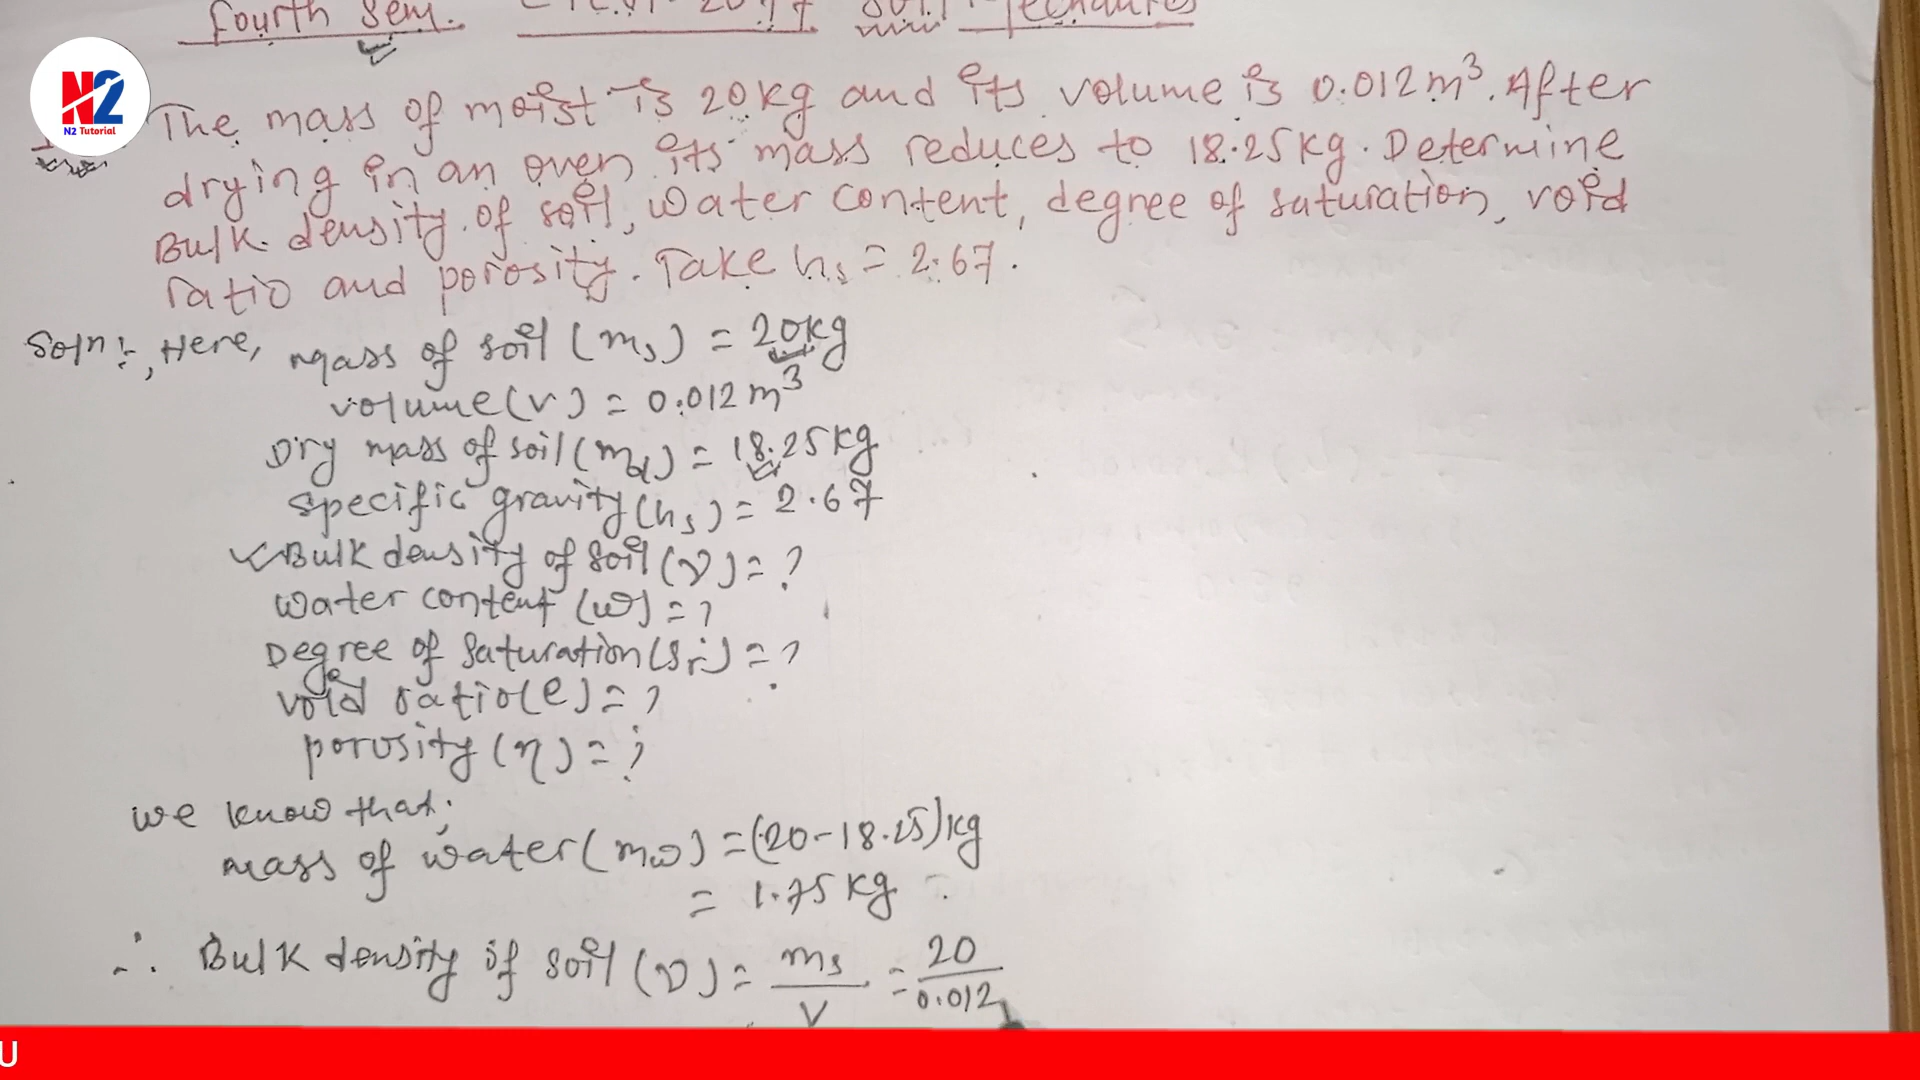 Fourth Sem.
N2
N2 Tutorial
The mass of moist is 20kg and its volume is 0.012m³. After
drying in an oven its mass reduces to 18.25kg. Determine
Bulk density of soil, water content, degree of saturation, void
ratio and porosity. Take Gs = 2.67.
Soln:-, Here, mass of soil (ms) = 20kg
volume(v) = 0.012 m³
Dry mass of soil(md) = 18.25kg
specific gravity(Gs) = 2.67
Bulk density of soil(γ) = ?
water content (w) = ?
Degree of saturation(sr) = ?
void ratio(e) = ?
porosity (η) = ?
we know that,
mass of water(mw) = (20-18.25)kg
= 1.75 kg
∴ Bulk density of soil (γ) = ms/v = 20/0.012
U